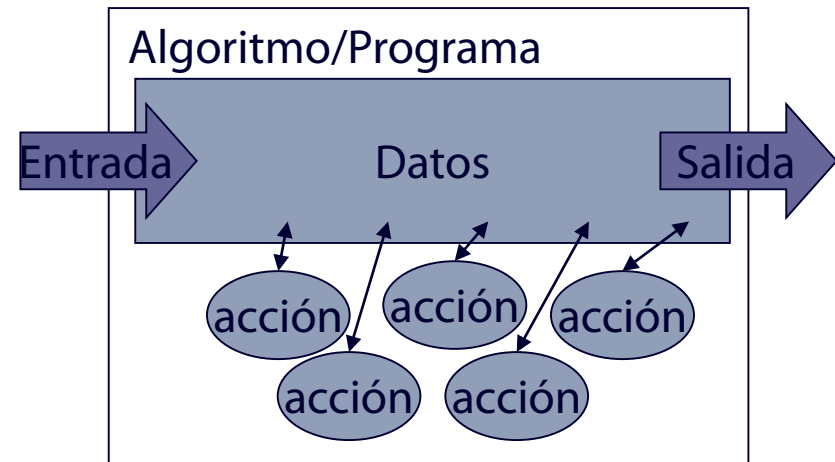 Algoritmo/Programa
Entrada
Datos
Salida
acción
acción
acción
acción
acción